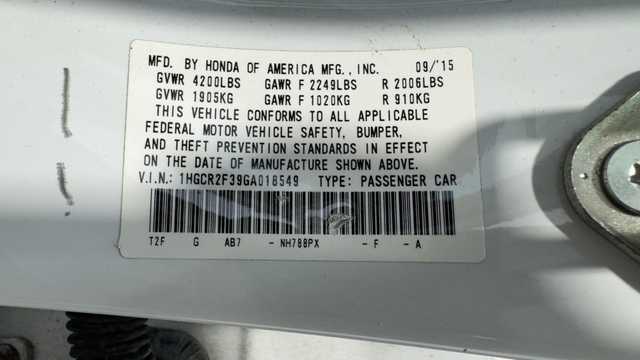 MFD. BY HONDA OF AMERICA MFG., INC. 09/'15
GVWR 4200LBS GAWR F 2249LBS R 2006LBS
GVWR 1905KG GAWR F 1020KG R 910KG
THIS VEHICLE CONFORMS TO ALL APPLICABLE
FEDERAL MOTOR VEHICLE SAFETY, BUMPER,
AND THEFT PREVENTION STANDARDS IN EFFECT
ON THE DATE OF MANUFACTURE SHOWN ABOVE.
V.I.N.: 1HGCR2F39GA018549 TYPE: PASSENGER CAR
T2F G AB7 - NH788PX - F - A